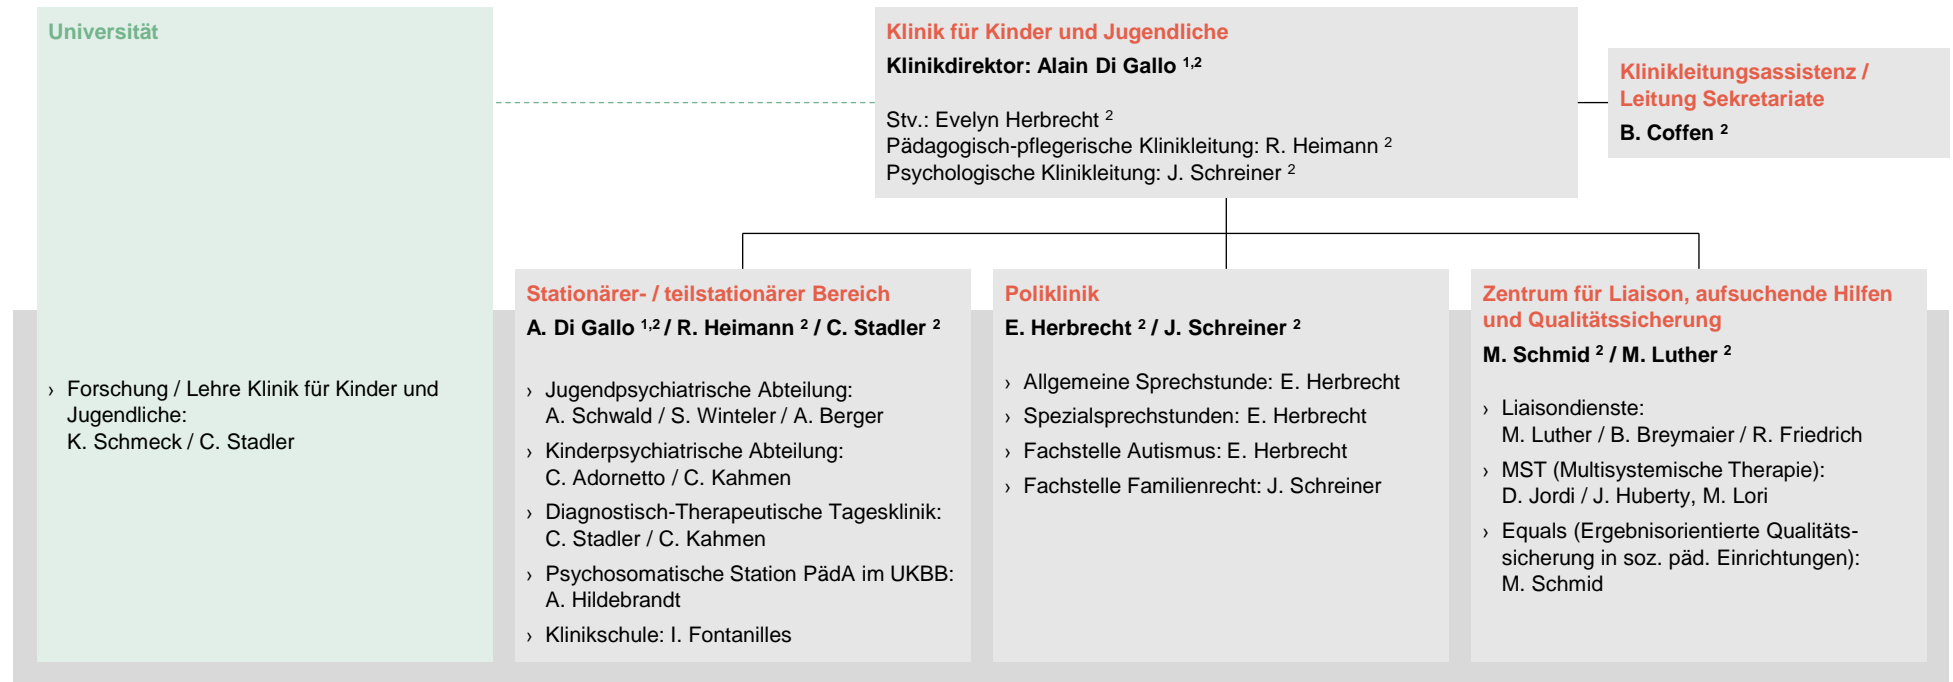 Universität
› Forschung / Lehre Klinik für Kinder und
Jugendliche:
K. Schmeck / C. Stadler
Klinik für Kinder und Jugendliche
Klinikdirektor: Alain Di Gallo 1,2
Stv.: Evelyn Herbrecht 2
Pädagogisch-pflegerische Klinikleitung: R. Heimann 2
Psychologische Klinikleitung: J. Schreiner 2
Klinikleitungsassistenz /
Leitung Sekretariate
B. Coffen 2
Stationärer- / teilstationärer Bereich
A. Di Gallo 1,2 / R. Heimann 2 / C. Stadler 2
› Jugendpsychiatrische Abteilung:
A. Schwald / S. Winteler / A. Berger
› Kinderpsychiatrische Abteilung:
C. Adornetto / C. Kahmen
› Diagnostisch-Therapeutische Tagesklinik:
C. Stadler / C. Kahmen
› Psychosomatische Station PädA im UKBB:
A. Hildebrandt
› Klinikschule: I. Fontanilles
Poliklinik
E. Herbrecht 2 / J. Schreiner 2
› Allgemeine Sprechstunde: E. Herbrecht
› Spezialsprechstunden: E. Herbrecht
› Fachstelle Autismus: E. Herbrecht
› Fachstelle Familienrecht: J. Schreiner
Zentrum für Liaison, aufsuchende Hilfen
und Qualitätssicherung
M. Schmid 2 / M. Luther 2
› Liaisondienste:
M. Luther / B. Breymaier / R. Friedrich
› MST (Multisystemische Therapie):
D. Jordi / J. Huberty, M. Lori
› Equals (Ergebnisorientierte Qualitäts-
sicherung in soz. päd. Einrichtungen):
M. Schmid